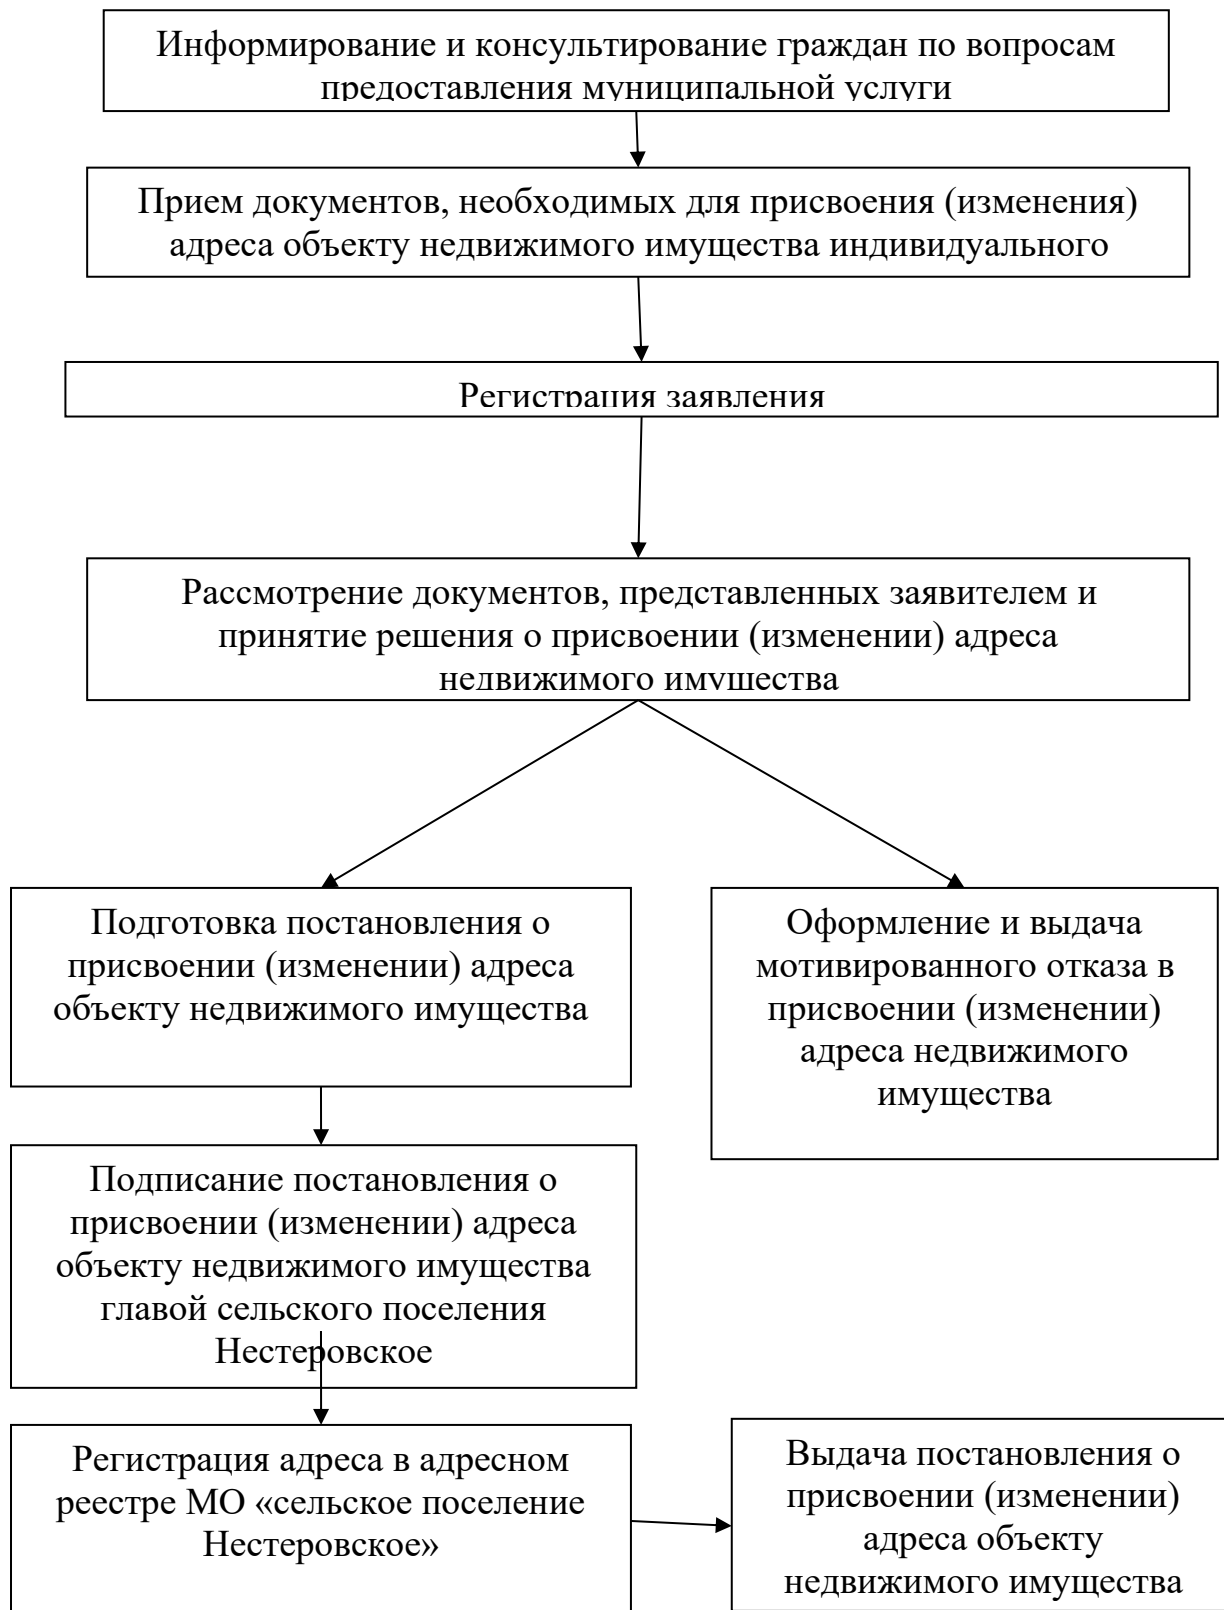 Информирование и консультирование граждан по вопросам
предоставления муниципальной услуги
Прием документов, необходимых для присвоения (изменения)
адреса объекту недвижимого имущества индивидуального
Регистрация заявления
Рассмотрение документов, представленных заявителем и
принятие решения о присвоении (изменении) адреса
недвижимого имущества
Подготовка постановления о
присвоении (изменении) адреса
объекту недвижимого имущества
Оформление и выдача
мотивированного отказа в
присвоении (изменении)
адреса недвижимого
имущества
Подписание постановления о
присвоении (изменении) адреса
объекту недвижимого имущества
главой сельского поселения
Нестеровское
Регистрация адреса в адресном
реестре МО «сельское поселение
Нестеровское»
Выдача постановления о
присвоении (изменении)
адреса объекту
недвижимого имущества